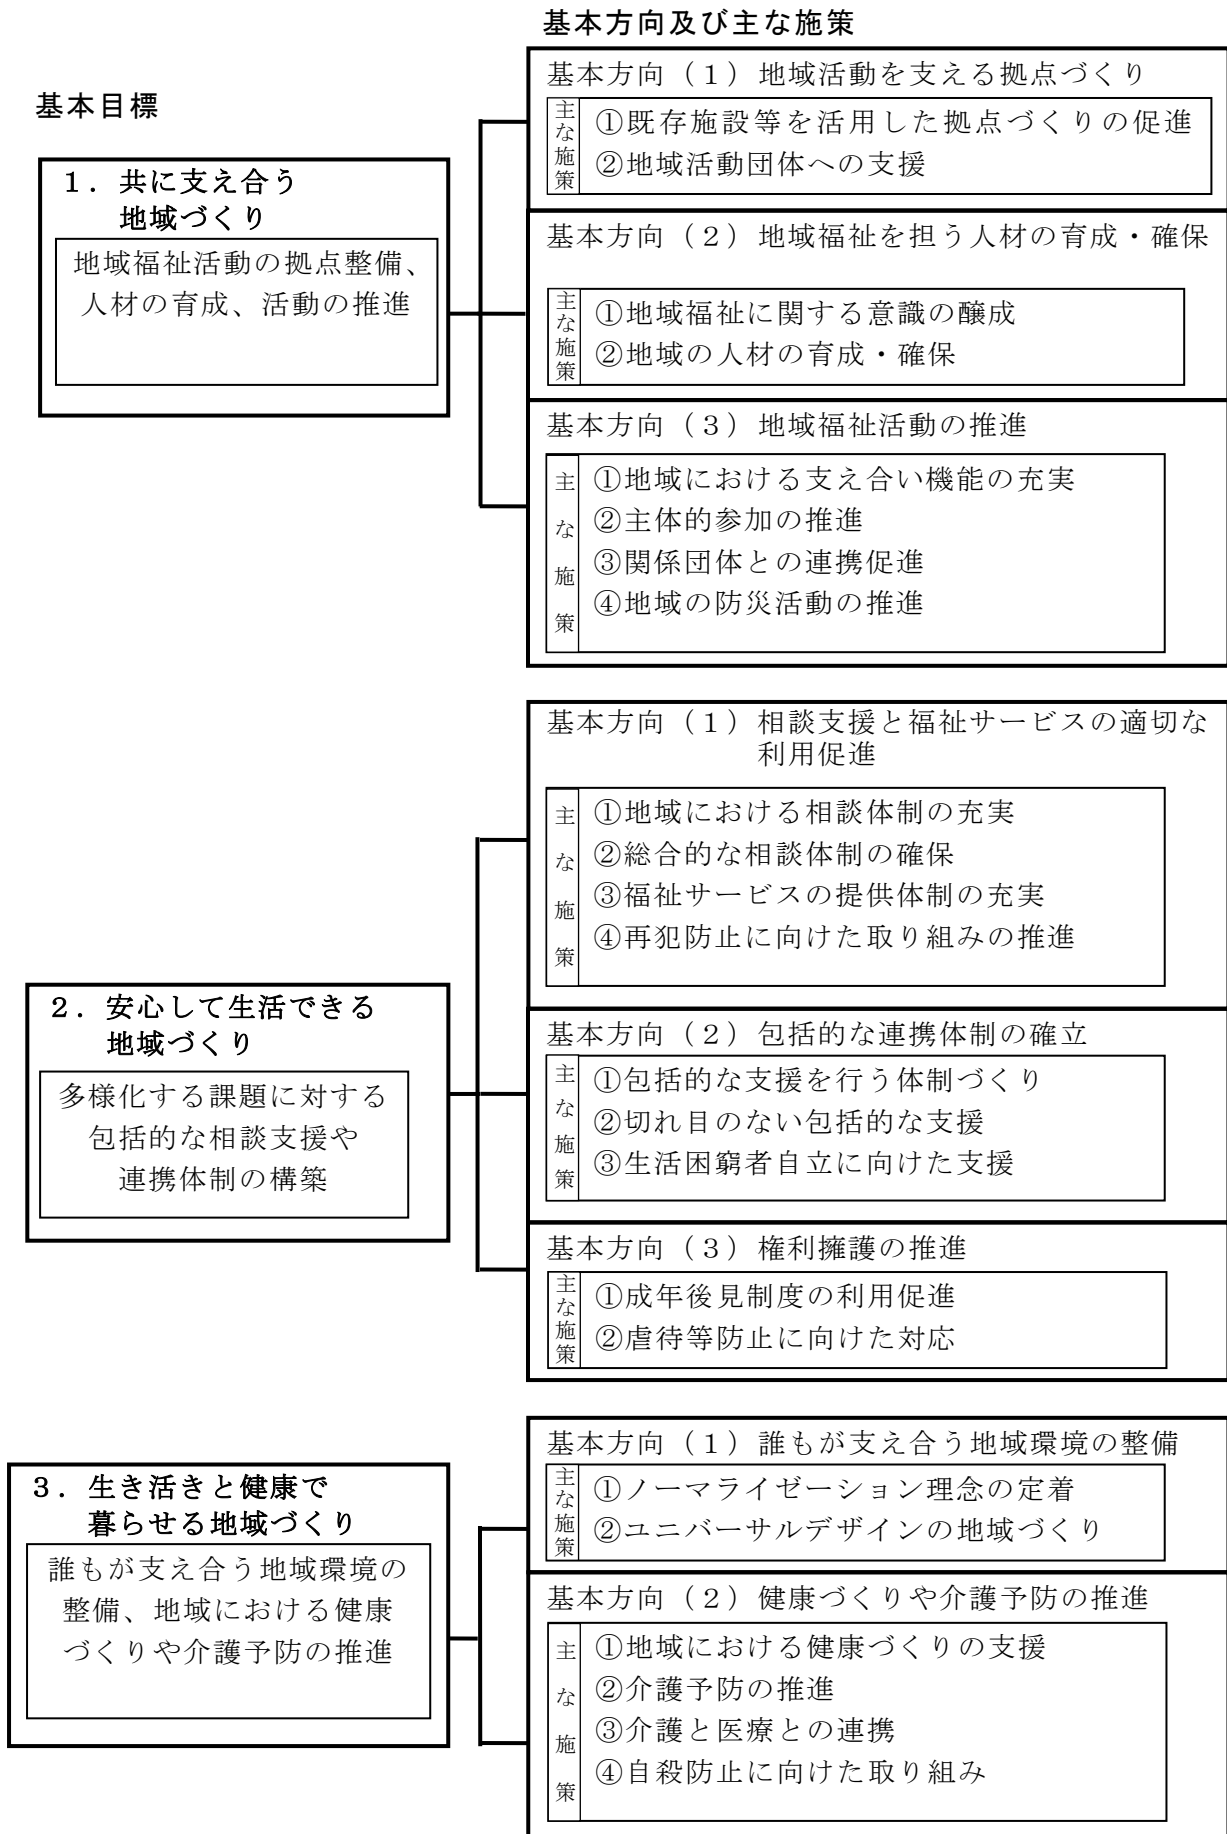 基本方向及び主な施策
基本目標
1．共に支え合う
地域づくり
地域福祉活動の拠点整備、
人材の育成、活動の推進
基本方向（１）地域活動を支える拠点づくり
主な施策
①既存施設等を活用した拠点づくりの促進
②地域活動団体への支援
基本方向（２）地域福祉を担う人材の育成・確保
主な施策
①地域福祉に関する意識の醸成
②地域の人材の育成・確保
基本方向（３）地域福祉活動の推進
主な施策
①地域における支え合い機能の充実
②主体的参加の推進
③関係団体との連携促進
④地域の防災活動の推進
2．安心して生活できる
地域づくり
多様化する課題に対する
包括的な相談支援や
連携体制の構築
基本方向（１）相談支援と福祉サービスの適切な
利用促進
主な施策
①地域における相談体制の充実
②総合的な相談体制の確保
③福祉サービスの提供体制の充実
④再犯防止に向けた取り組みの推進
基本方向（２）包括的な連携体制の確立
主な施策
①包括的な支援を行う体制づくり
②切れ目のない包括的な支援
③生活困窮者自立に向けた支援
基本方向（３）権利擁護の推進
主な施策
①成年後見制度の利用促進
②虐待等防止に向けた対応
3．生き活きと健康で
暮らせる地域づくり
誰もが支え合う地域環境の
整備、地域における健康
づくりや介護予防の推進
基本方向（１）誰もが支え合う地域環境の整備
主な施策
①ノーマライゼーション理念の定着
②ユニバーサルデザインの地域づくり
基本方向（２）健康づくりや介護予防の推進
主な施策
①地域における健康づくりの支援
②介護予防の推進
③介護と医療との連携
④自殺防止に向けた取り組み